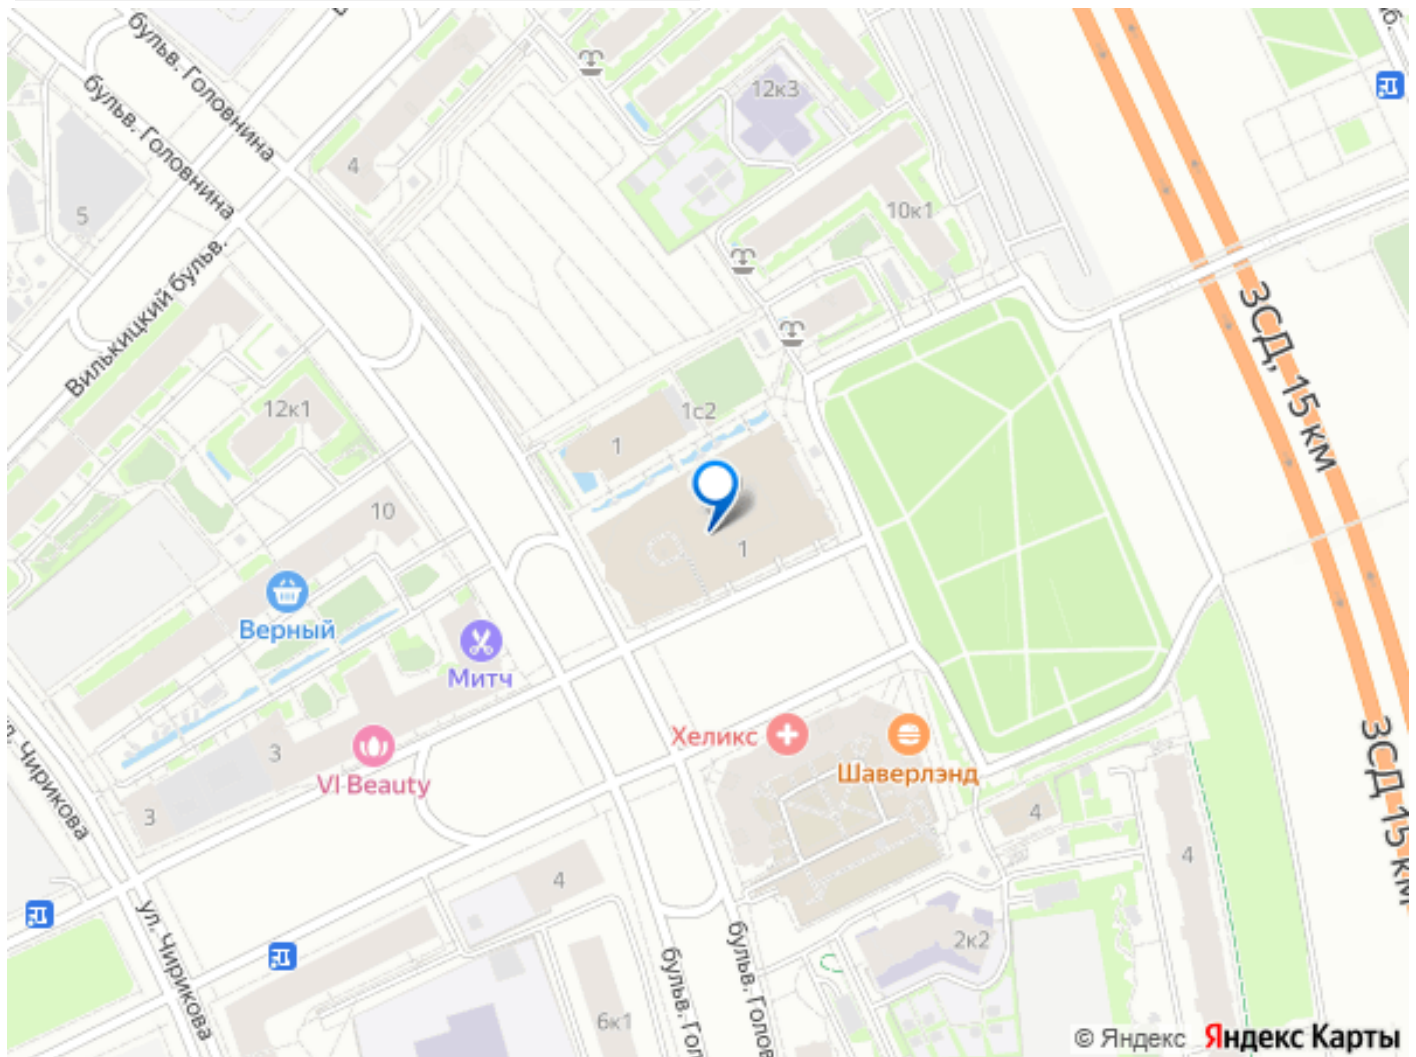 бульв. Головнина
бульв. Головнина
12к3
4
5
10к1
Вилькицкий бульв.
ЗСД, 15 км
12к1
1с2
1
10
1
Верный
Митч
Хеликс
3
VI Beauty
Шаверлэнд
ЗСД 15 км
ул. Чирикова
3
4
4
4
ул. Чирикова
2к2
бульв. Голов
бульв. Гол
6к1
© Яндекс Яндекс Карты